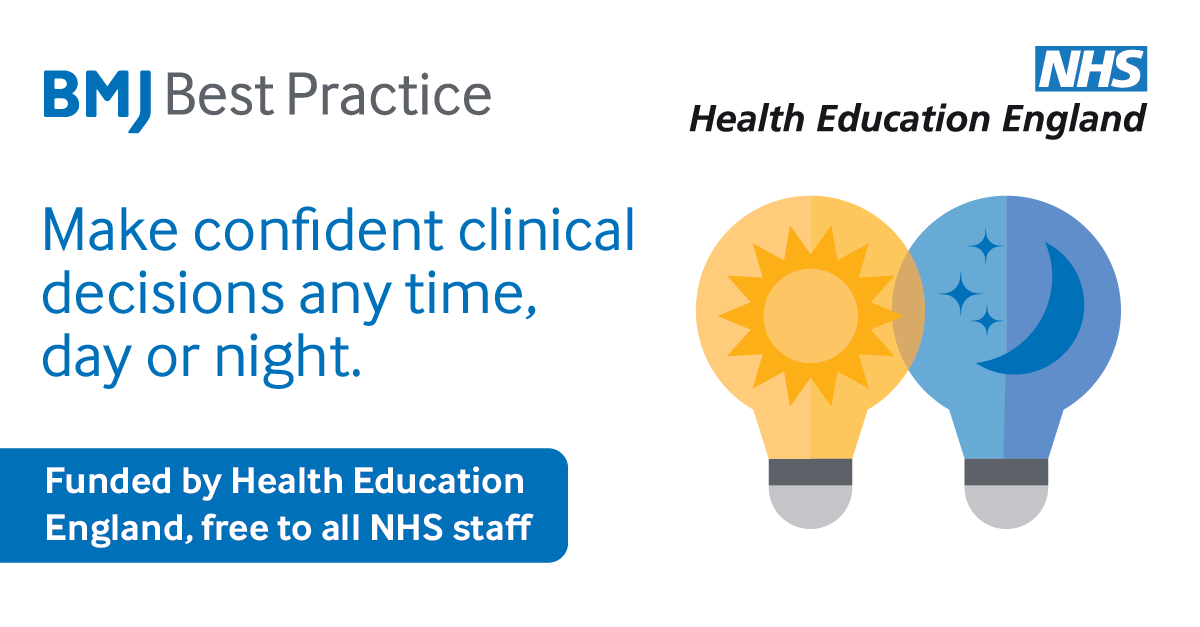 BMJ Best Practice
NHS
Health Education England
Make confident clinical
decisions any time,
day or night.
Funded by Health Education
England, free to all NHS staff